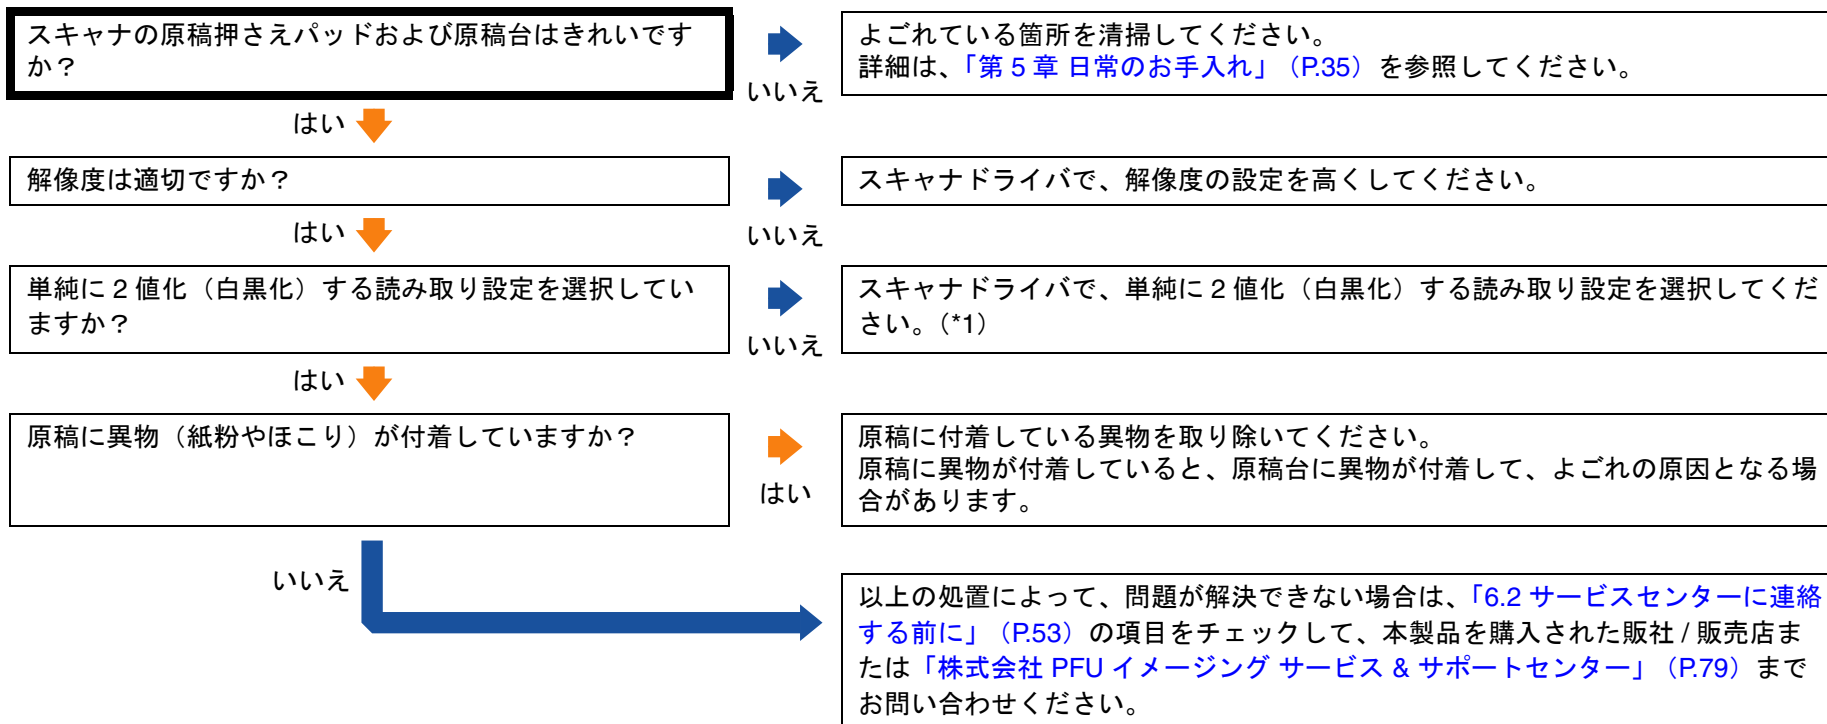 スキャナの原稿押さえパッドおよび原稿台はきれいです
か？
いいえ
よごれている箇所を清掃してください。
詳細は、「第 5 章 日常のお手入れ」（P.35）を参照してください。
はい
解像度は適切ですか？
いいえ
スキャナドライバで、解像度の設定を高くしてください。
はい
単純に 2 値化（白黒化）する読み取り設定を選択してい
ますか？
いいえ
スキャナドライバで、単純に 2 値化（白黒化）する読み取り設定を選択してくだ
さい。（*1）
はい
原稿に異物（紙粉やほこり）が付着していますか？
はい
原稿に付着している異物を取り除いてください。
原稿に異物が付着していると、原稿台に異物が付着して、よごれの原因となる場
合があります。
いいえ
以上の処置によって、問題が解決できない場合は、「6.2 サービスセンターに連絡
する前に」（P.53）の項目をチェックして、本製品を購入された販社 / 販売店ま
たは「株式会社 PFU イメージング サービス & サポートセンター」（P.79）まで
お問い合わせください。